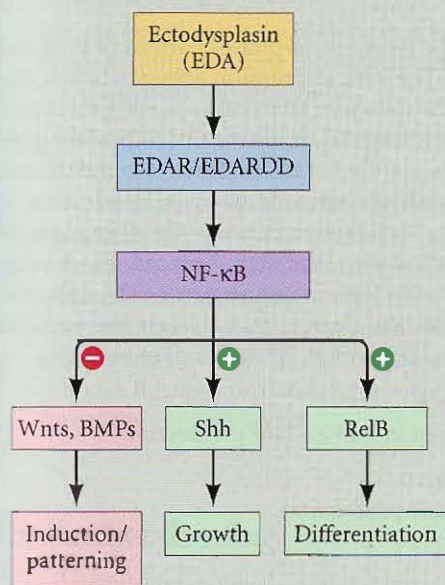 Ectodysplasin
(EDA)
EDAR/EDARDD
NF-κB
−
+
+
Wnts, BMPs
Shh
RelB
Induction/
patterning
Growth
Differentiation